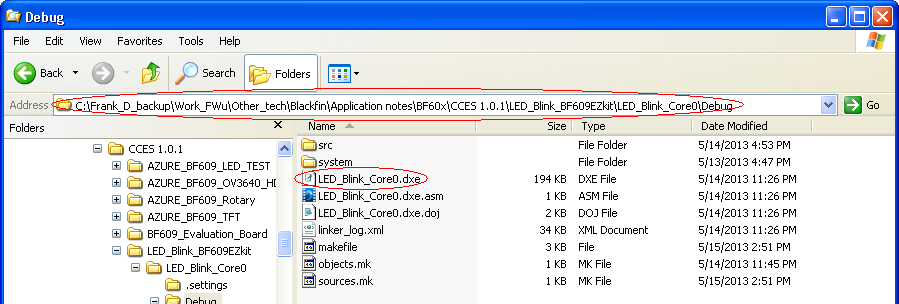 Debug
File Edit View Favorites Tools Help
Back Search Folders
Address C:\Frank_D_backup\Work_FWu\Other_tech\Blackfin\Application notes\BF60x\CCES 1.0.1\LED_Blink_BF609EZkit\LED_Blink_Core0\Debug Go
Folders
CCES 1.0.1
AZURE_BF609_LED_TEST
AZURE_BF609_OV3640_HD
AZURE_BF609_Rotary
AZURE_BF609_TFT
BF609_Evaluation_Board
LED_Blink_BF609EZkit
LED_Blink_Core0
.settings
Debug
Name Size Type Date Modified
src File Folder 5/14/2013 4:53 PM
system File Folder 5/13/2013 4:47 PM
LED_Blink_Core0.dxe 194 KB DXE File 5/14/2013 11:26 PM
LED_Blink_Core0.dxe.asm 1 KB ASM File 5/14/2013 11:26 PM
LED_Blink_Core0.dxe.doj 2 KB DOJ File 5/14/2013 11:26 PM
linker_log.xml 34 KB XML Document 5/14/2013 11:26 PM
makefile 3 KB File 5/15/2013 2:51 PM
objects.mk 1 KB MK File 5/14/2013 11:45 PM
sources.mk 1 KB MK File 5/15/2013 2:51 PM